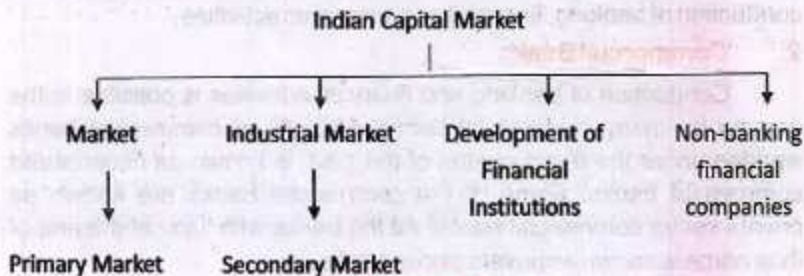 Indian Capital Market
Market
Industrial Market
Development of
Financial
Institutions
Non-banking
financial
companies
Primary Market
Secondary Market